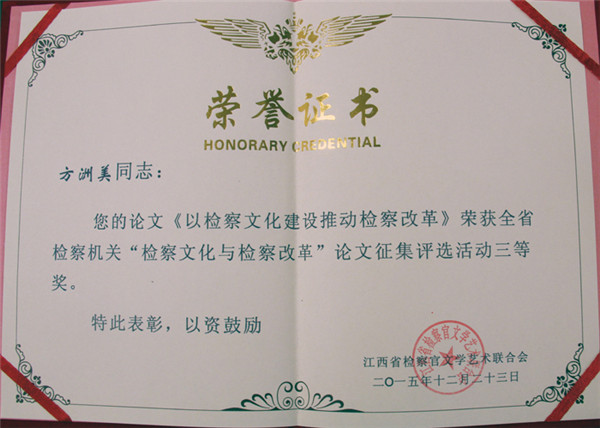 荣誉证书
HONORARY CREDENTIAL
方洲美同志：
您的论文《以检察文化建设推动检察改革》荣获全省
检察机关“检察文化与检察改革”论文征集评选活动三等
奖。
特此表彰，以资鼓励
江西省检察官文学艺术联合会
二〇一五年十二月二十三日